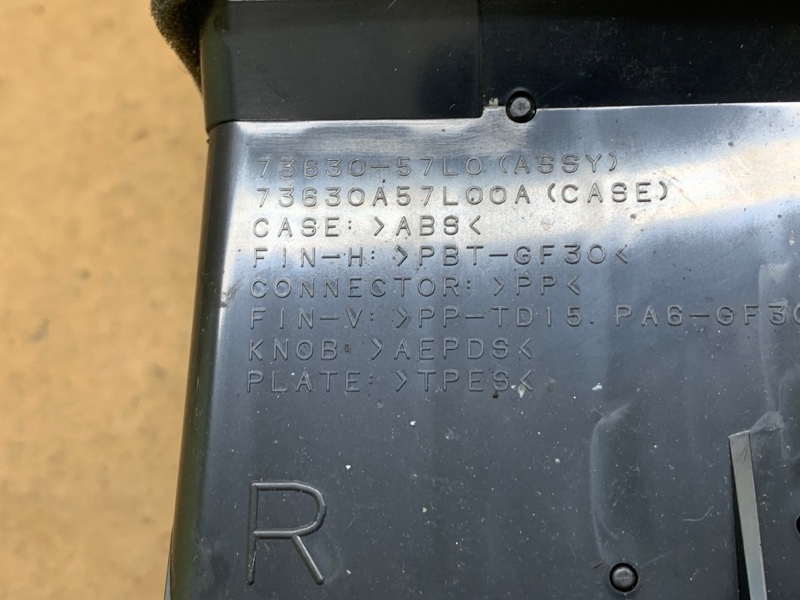 73630-57L0(ASSY)
73630A57L00A(CASE)
CASE: >ABS<
FIN-H: >PBT-GF30<
CONNECTOR: >PP<
FIN-V: >PP-TD15. PA6-GF30
KNOB: >AEPDS<
PLATE: >TPES<
R